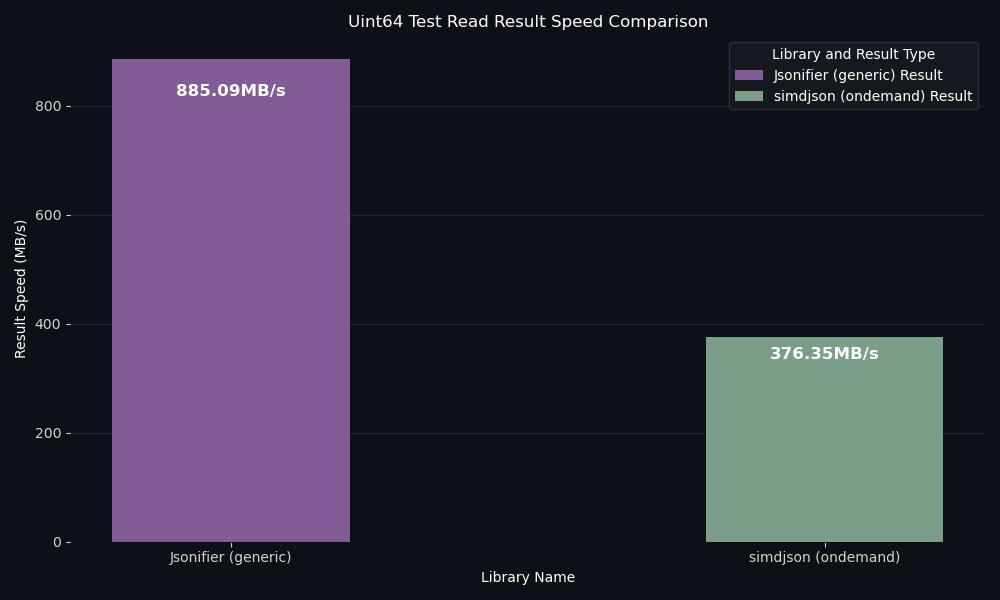 Uint64 Test Read Result Speed Comparison
Library and Result Type
Jsonifier (generic) Result
simdjson (ondemand) Result
885.09MB/s
376.35MB/s
Result Speed (MB/s)
800
600
400
200
0
Jsonifier (generic)
simdjson (ondemand)
Library Name